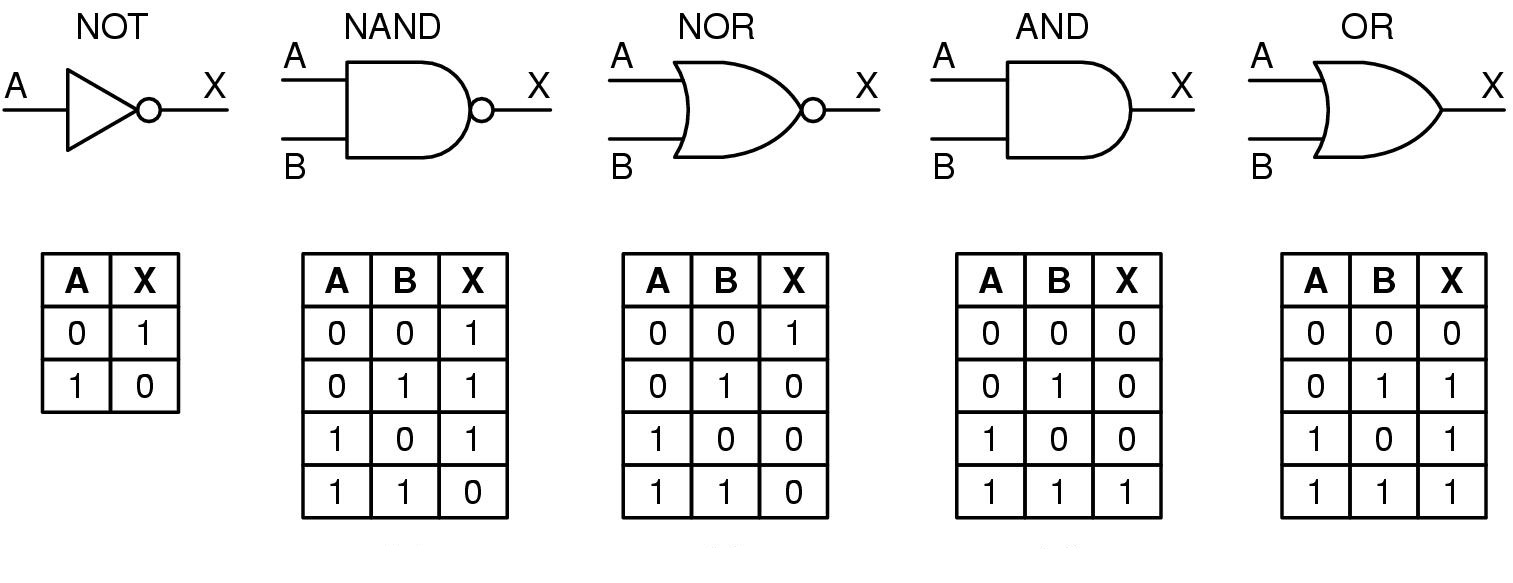 NOT NAND NOR AND OR
A X A B X A B X A B X A B X
A X A B X A B X A B X A B X
0 1 0 0 1 0 0 1 0 0 0 0 0 0
1 0 0 1 1 0 1 0 0 1 0 0 1 1
1 0 1 1 0 0 1 0 0 1 0 1
1 1 0 1 1 0 1 1 1 1 1 1